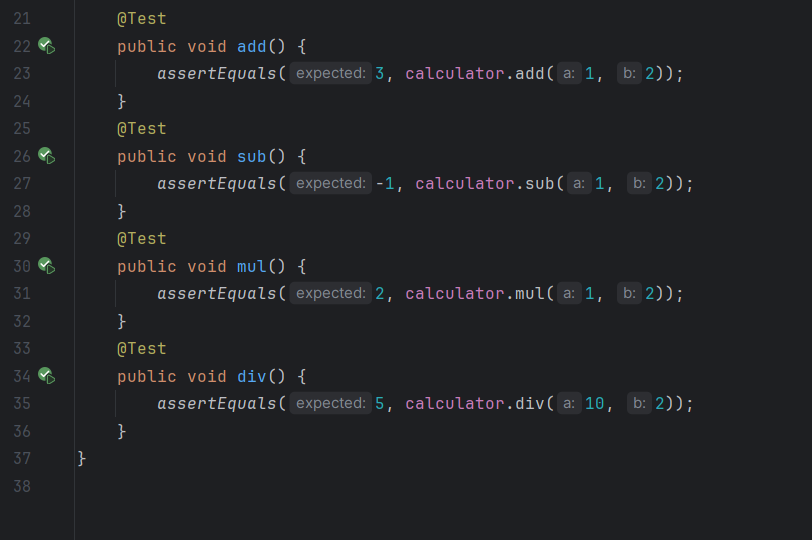 21 @Test
22 public void add() {
23 assertEquals( expected: 3, calculator.add( a: 1, b: 2));
24 }
25 @Test
26 public void sub() {
27 assertEquals( expected: -1, calculator.sub( a: 1, b: 2));
28 }
29 @Test
30 public void mul() {
31 assertEquals( expected: 2, calculator.mul( a: 1, b: 2));
32 }
33 @Test
34 public void div() {
35 assertEquals( expected: 5, calculator.div( a: 10, b: 2));
36 }
37 }
38